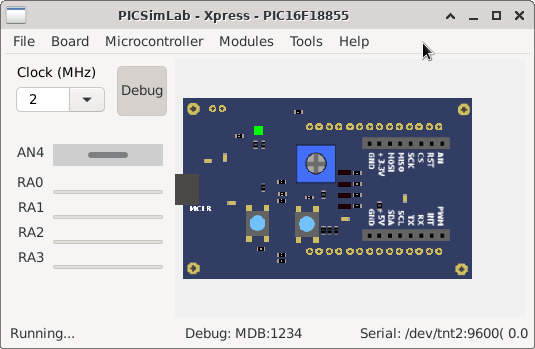 PICSimLab - Xpress - PIC16F18855
File Board Microcontroller Modules Tools Help
Clock (MHz)
2
Debug
AN4
RA0
RA1
RA2
RA3
MCLR
GND
+3.3V
MOSI
MISO
SCK
CS
RST
AN
GND
+5V
SDA
SCL
TX
RX
INT
PWM
Running...
Debug: MDB:1234
Serial: /dev/tnt2:9600( 0.0